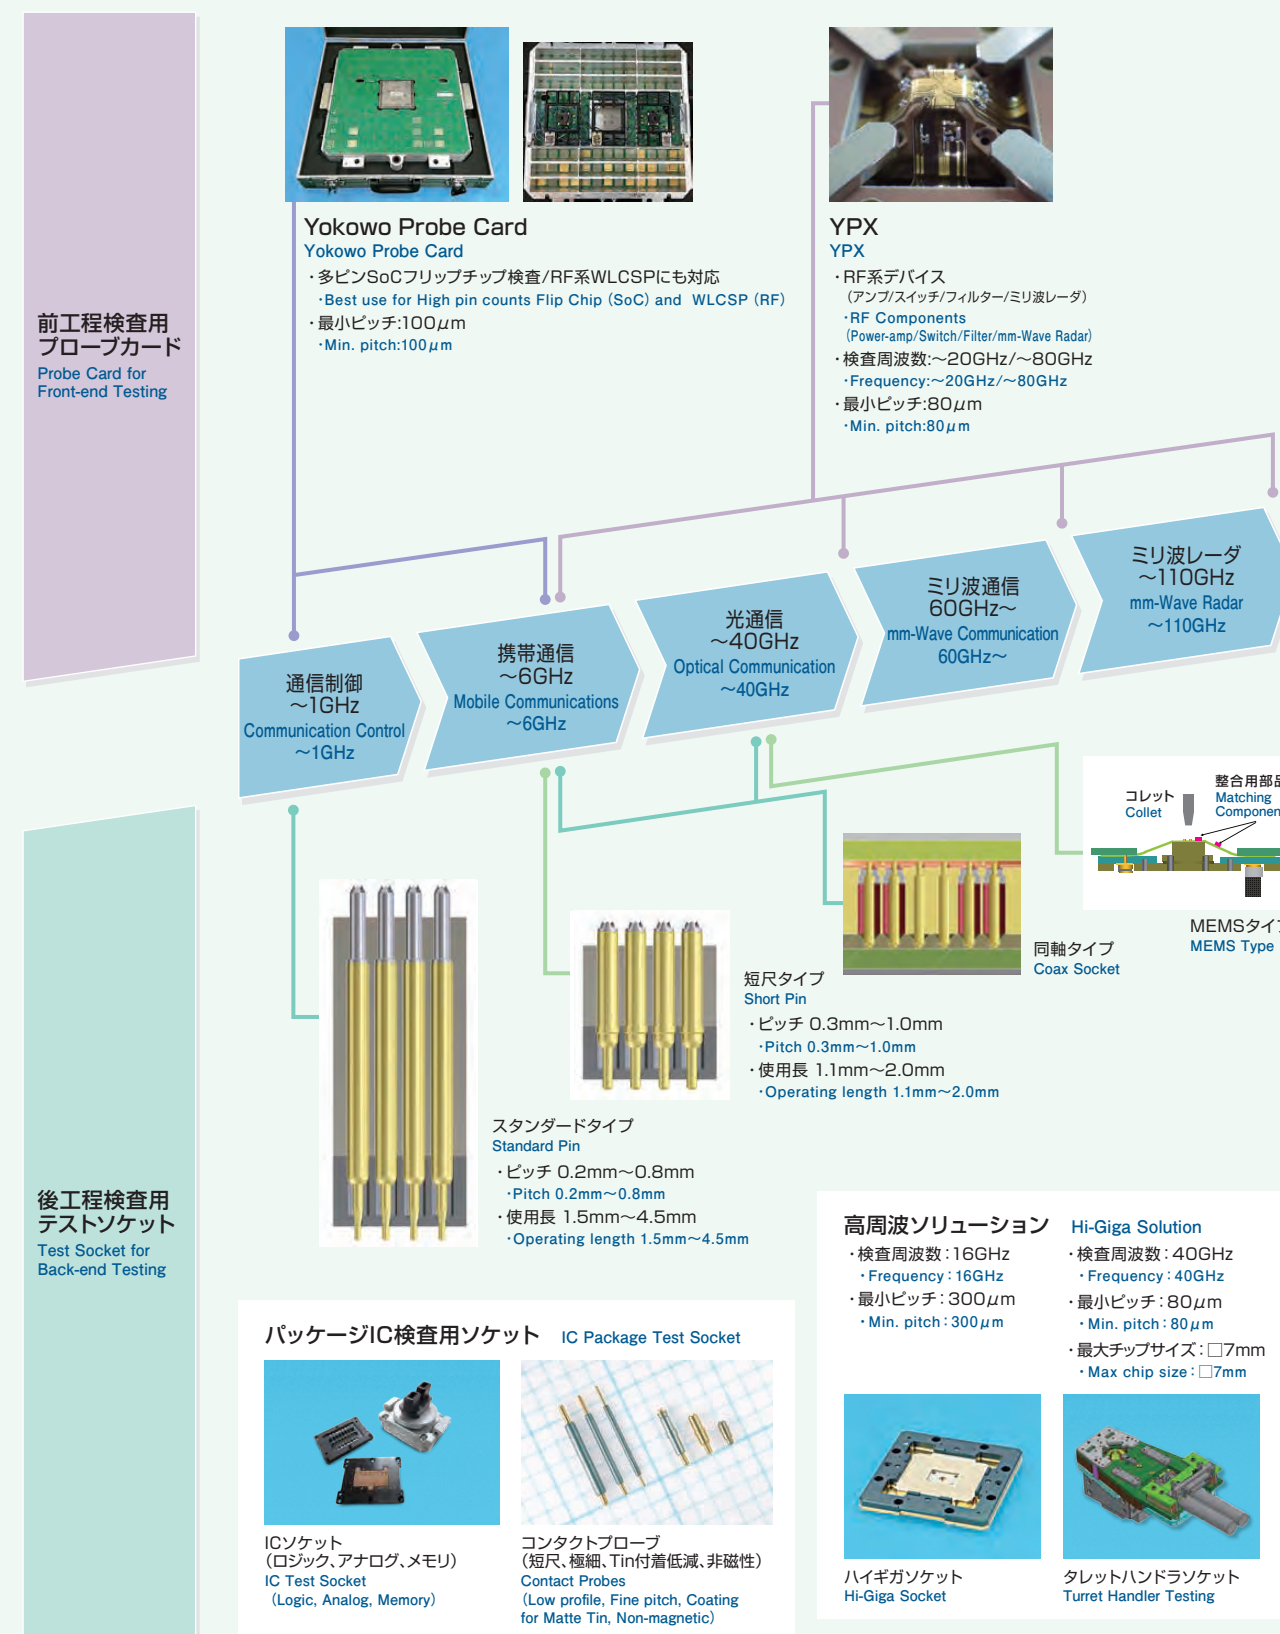 前工程検査用
プローブカード
Probe Card for
Front-end Testing
Yokowo Probe Card
Yokowo Probe Card
・多ピンSoCフリップチップ検査/RF系WLCSPにも対応
・Best use for High pin counts Flip Chip (SoC) and WLCSP (RF)
・最小ピッチ:100μm
・Min. pitch:100μm
YPX
YPX
・RF系デバイス
（アンプ/スイッチ/フィルター/ミリ波レーダ）
・RF Components
(Power-amp/Switch/Filter/mm-Wave Radar)
・検査周波数:～20GHz/～80GHz
・Frequency:～20GHz/～80GHz
・最小ピッチ:80μm
・Min. pitch:80μm
通信制御
～1GHz
Communication Control
～1GHz
携帯通信
～6GHz
Mobile Communications
～6GHz
光通信
～40GHz
Optical Communication
～40GHz
ミリ波通信
60GHz～
mm-Wave Communication
60GHz～
ミリ波レーダ
～110GHz
mm-Wave Radar
～110GHz
後工程検査用
テストソケット
Test Socket for
Back-end Testing
コレット
Collet
整合用部品
Matching
Componen
MEMSタイプ
MEMS Type
同軸タイプ
Coax Socket
短尺タイプ
Short Pin
・ピッチ 0.3mm～1.0mm
・Pitch 0.3mm～1.0mm
・使用長 1.1mm～2.0mm
・Operating length 1.1mm～2.0mm
スタンダードタイプ
Standard Pin
・ピッチ 0.2mm～0.8mm
・Pitch 0.2mm～0.8mm
・使用長 1.5mm～4.5mm
・Operating length 1.5mm～4.5mm
パッケージIC検査用ソケット IC Package Test Socket
ICソケット
（ロジック、アナログ、メモリ）
IC Test Socket
（Logic, Analog, Memory）
コンタクトプローブ
（短尺、極細、Tin付着低減、非磁性）
Contact Probes
（Low profile, Fine pitch, Coating
for Matte Tin, Non-magnetic）
高周波ソリューション Hi-Giga Solution
・検査周波数：16GHz
・Frequency：16GHz
・最小ピッチ：300μm
・Min. pitch：300μm
・検査周波数：40GHz
・Frequency：40GHz
・最小ピッチ：80μm
・Min. pitch：80μm
・最大チップサイズ：□7mm
・Max chip size：□7mm
ハイギガソケット
Hi-Giga Socket
タレットハンドラソケット
Turret Handler Testing